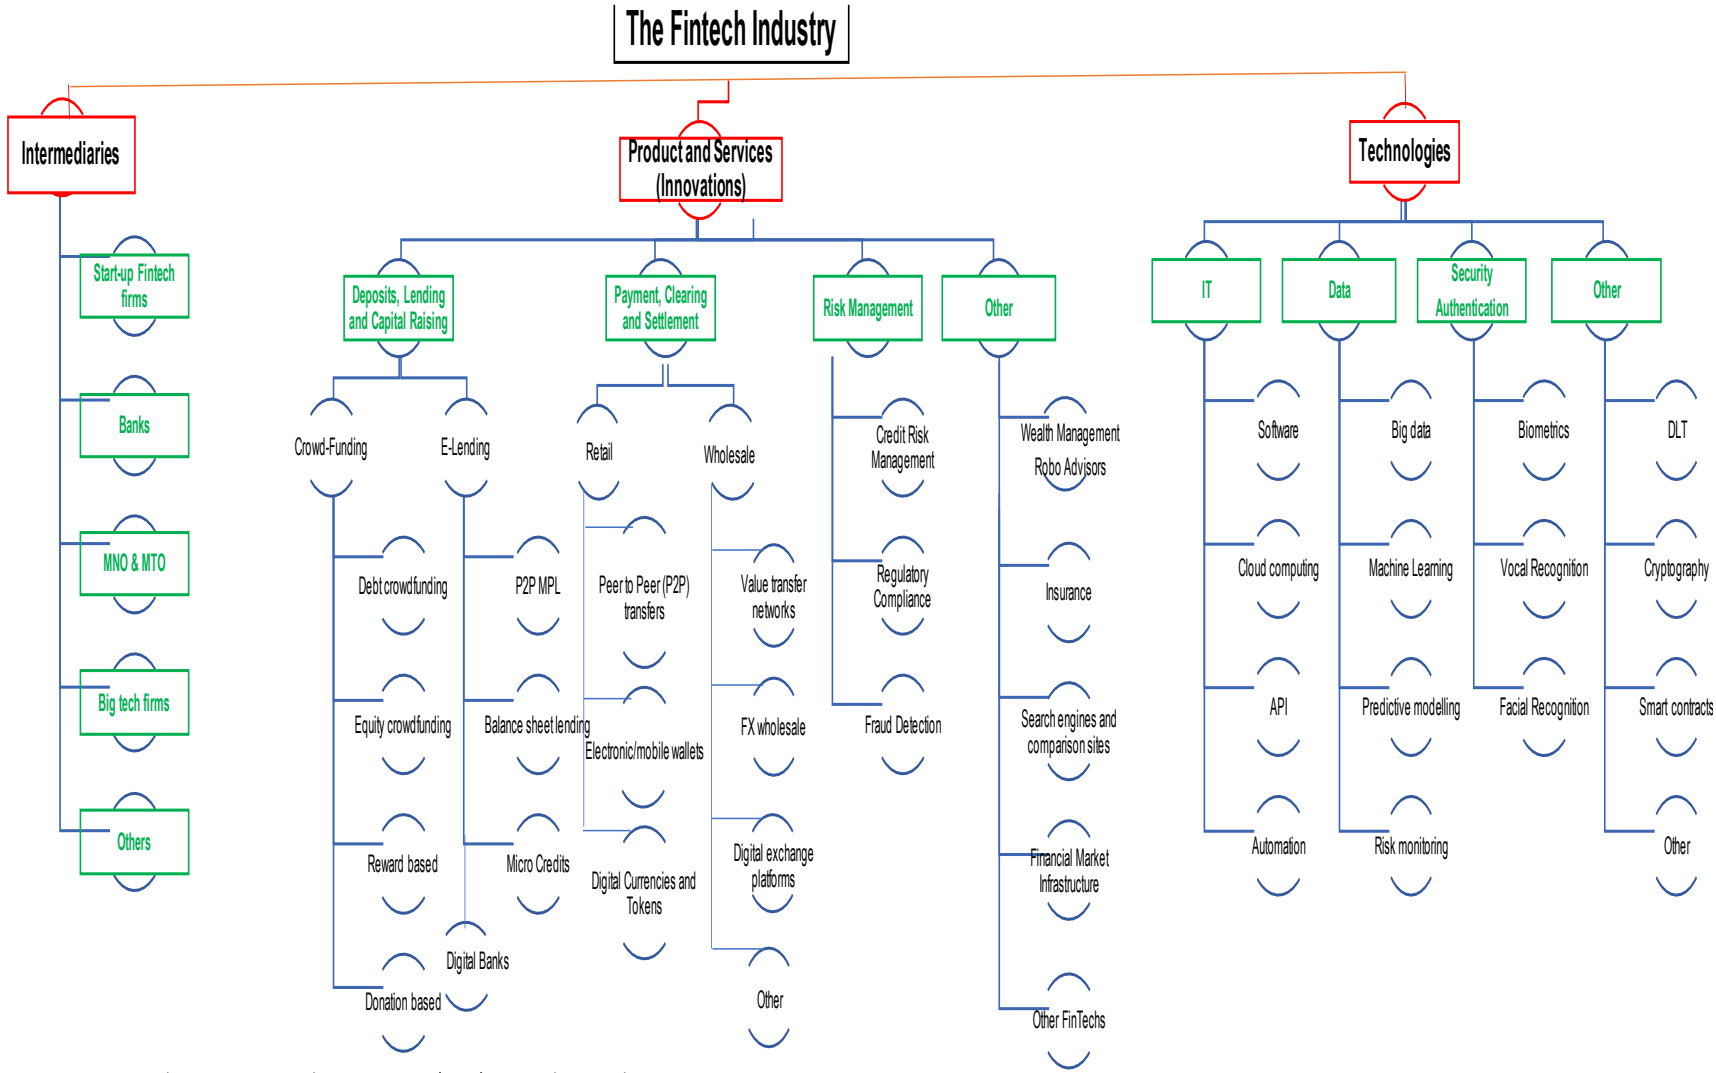 The Fintech Industry
Intermediaries
Start-up Fintech
firms
Banks
MNO & MTO
Big tech firms
Others
Product and Services
(Innovations)
Deposits, Lending
and Capital Raising
Crowd-Funding
Debt crowdfunding
Equity crowdfunding
Reward based
Donation based
E-Lending
P2P MPL
Balance sheet lending
Micro Credits
Digital Banks
Payment, Clearing
and Settlement
Retail
Peer to Peer (P2P)
transfers
Electronic/mobile wallets
Digital Currencies and
Tokens
Wholesale
Value transfer
networks
FX wholesale
Digital exchange
platforms
Other
Risk Management
Credit Risk
Management
Regulatory
Compliance
Fraud Detection
Other
Wealth Management
Robo Advisors
Insurance
Search engines and
comparison sites
Financial Market
Infrastructure
Other FinTechs
Technologies
IT
Software
Cloud computing
API
Automation
Data
Big data
Machine Learning
Predictive modelling
Risk monitoring
Security
Authentication
Biometrics
Vocal Recognition
Facial Recognition
Other
DLT
Cryptography
Smart contracts
Other